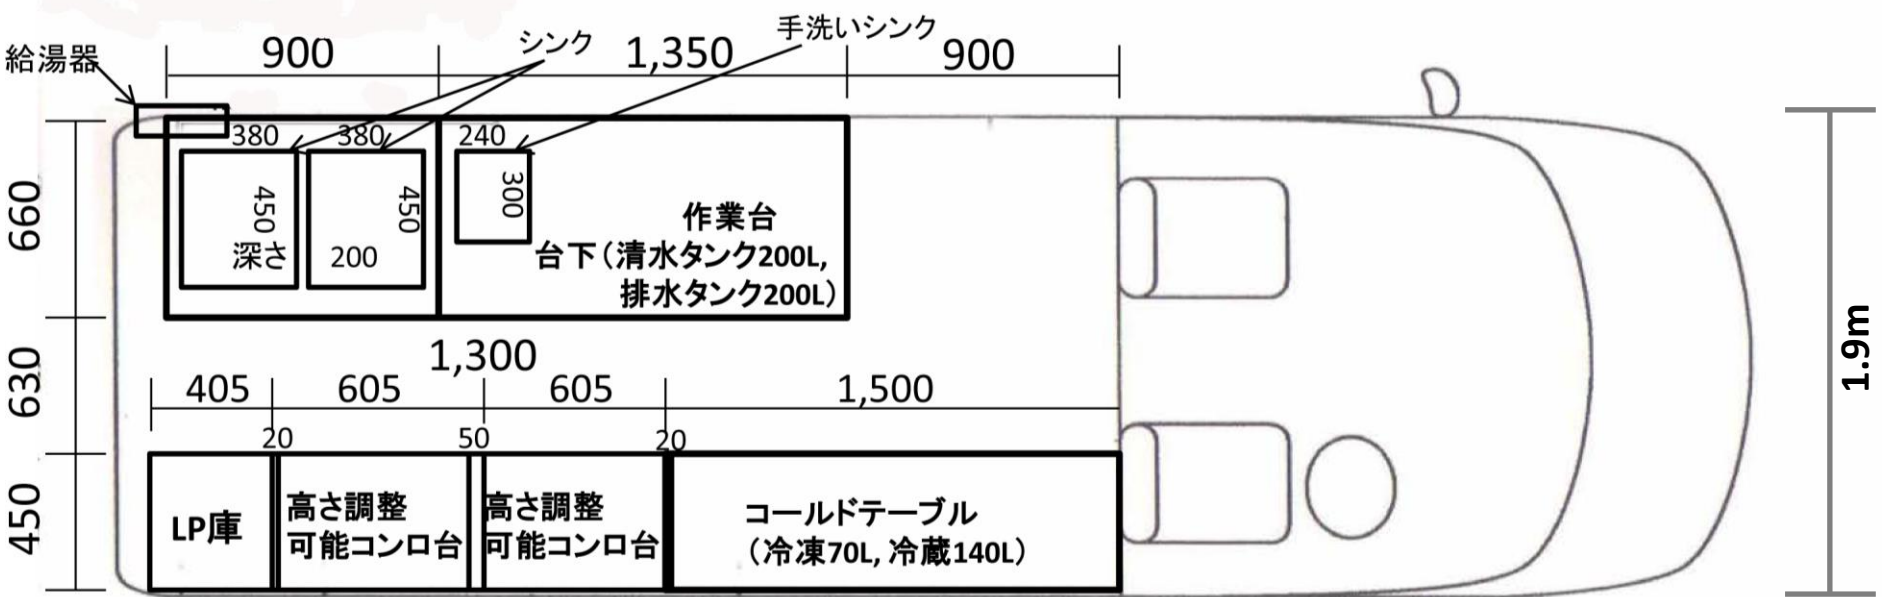 給湯器
900
シンク
1,350
手洗いシンク
900
380
380
240
450
450
300
深さ
200
作業台
台下（清水タンク200L,
排水タンク200L）
660
630
450
1,300
405
605
605
1,500
20
50
20
LP庫
高さ調整
可能コンロ台
高さ調整
可能コンロ台
コールドテーブル
（冷凍70L, 冷蔵140L）
1.9m